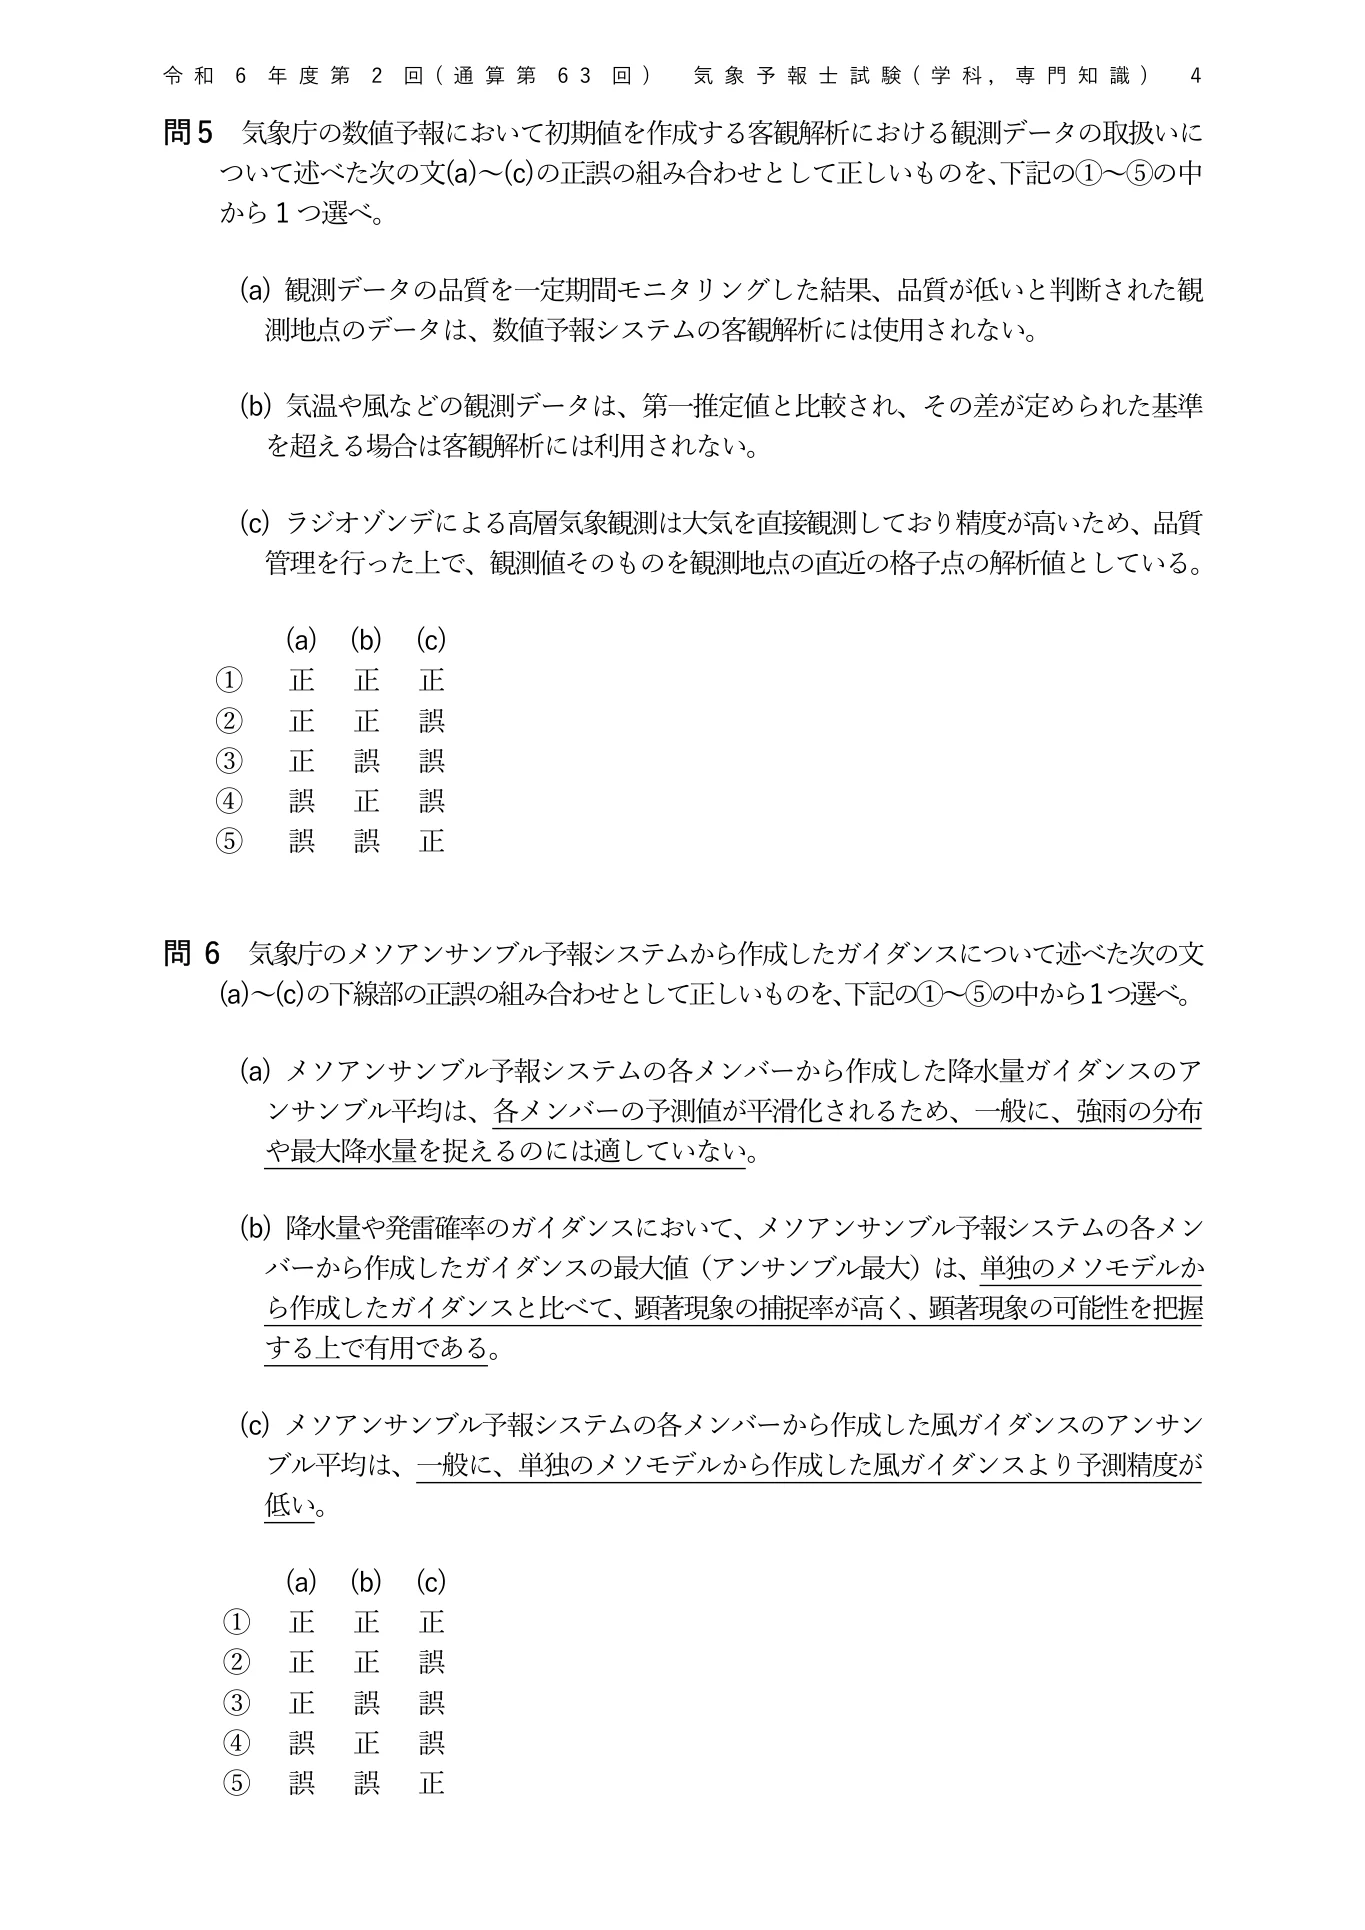 令和6年度第2回(通算第63回) 気象予報士試験(学科，専門知識) 4
問5 気象庁の数値予報において初期値を作成する客観解析における観測データの取扱いに
ついて述べた次の文(a)～(c)の正誤の組み合わせとして正しいものを、下記の①～⑤の中
から1つ選べ。
(a) 観測データの品質を一定期間モニタリングした結果、品質が低いと判断された観
測地点のデータは、数値予報システムの客観解析には使用されない。
(b) 気温や風などの観測データは、第一推定値と比較され、その差が定められた基準
を超える場合は客観解析には利用されない。
(c) ラジオゾンデによる高層気象観測は大気を直接観測しており精度が高いため、品質
管理を行った上で、観測値そのものを観測地点の直近の格子点の解析値としている。
(a) (b) (c)
① 正 正 正
② 正 正 誤
③ 正 誤 誤
④ 誤 正 誤
⑤ 誤 誤 正
問6 気象庁のメソアンサンブル予報システムから作成したガイダンスについて述べた次の文
(a)～(c)の下線部の正誤の組み合わせとして正しいものを、下記の①～⑤の中から1つ選べ。
(a) メソアンサンブル予報システムの各メンバーから作成した降水量ガイダンスのア
ンサンブル平均は、各メンバーの予測値が平滑化されるため、一般に、強雨の分布
や最大降水量を捉えるのには適していない。
(b) 降水量や発雷確率のガイダンスにおいて、メソアンサンブル予報システムの各メン
バーから作成したガイダンスの最大値（アンサンブル最大）は、単独のメソモデルか
ら作成したガイダンスと比べて、顕著現象の捕捉率が高く、顕著現象の可能性を把握
する上で有用である。
(c) メソアンサンブル予報システムの各メンバーから作成した風ガイダンスのアンサン
ブル平均は、一般に、単独のメソモデルから作成した風ガイダンスより予測精度が
低い。
(a) (b) (c)
① 正 正 正
② 正 正 誤
③ 正 誤 誤
④ 誤 正 誤
⑤ 誤 誤 正